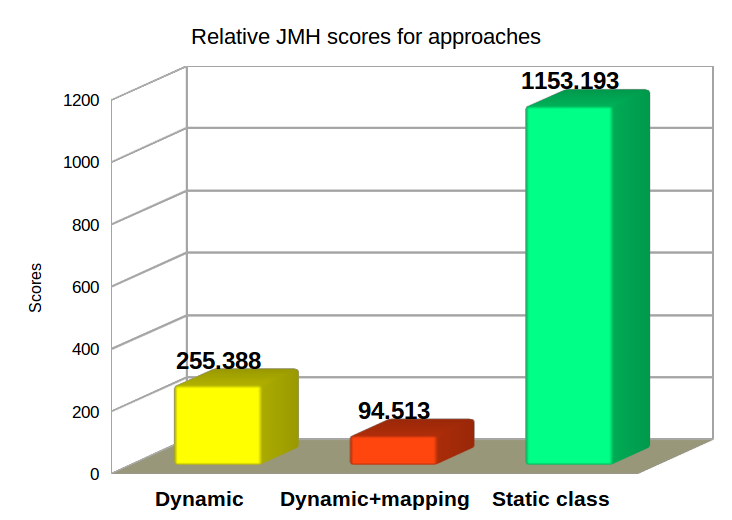 Relative JMH scores for approaches
1153.193
1200
1000
800
600
Scores
400
255.388
94.513
200
0
Dynamic
Dynamic+mapping
Static class